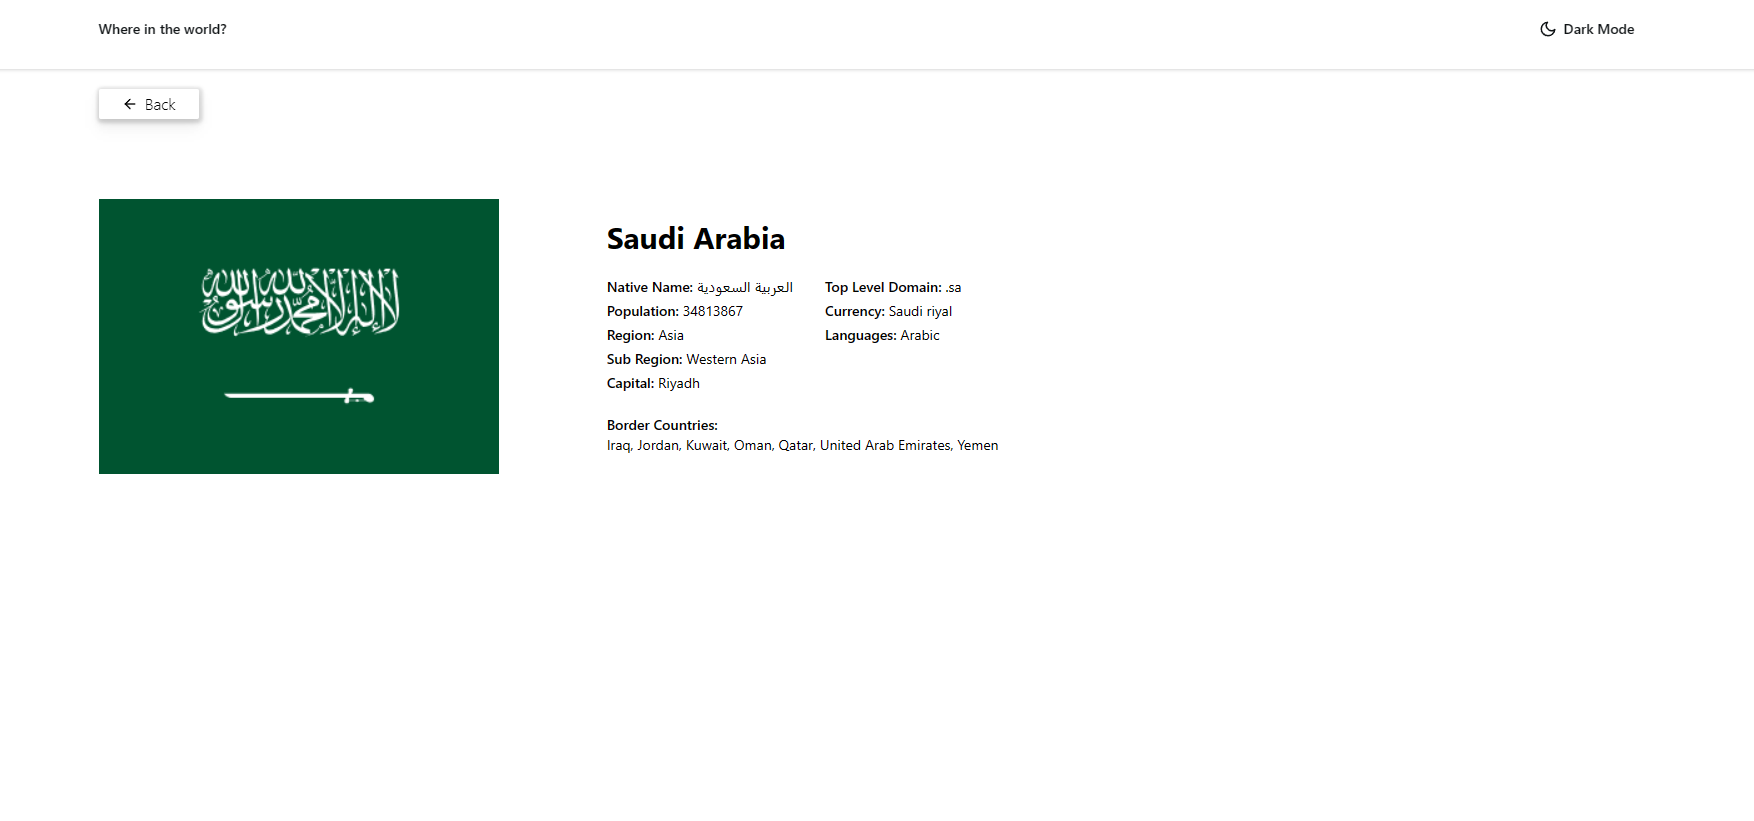 Where in the world?
Dark Mode
Back
لا إله إلا الله محمد رسول الله
Saudi Arabia
Native Name: العربية السعودية
Population: 34813867
Region: Asia
Sub Region: Western Asia
Capital: Riyadh
Top Level Domain: .sa
Currency: Saudi riyal
Languages: Arabic
Border Countries:
Iraq, Jordan, Kuwait, Oman, Qatar, United Arab Emirates, Yemen